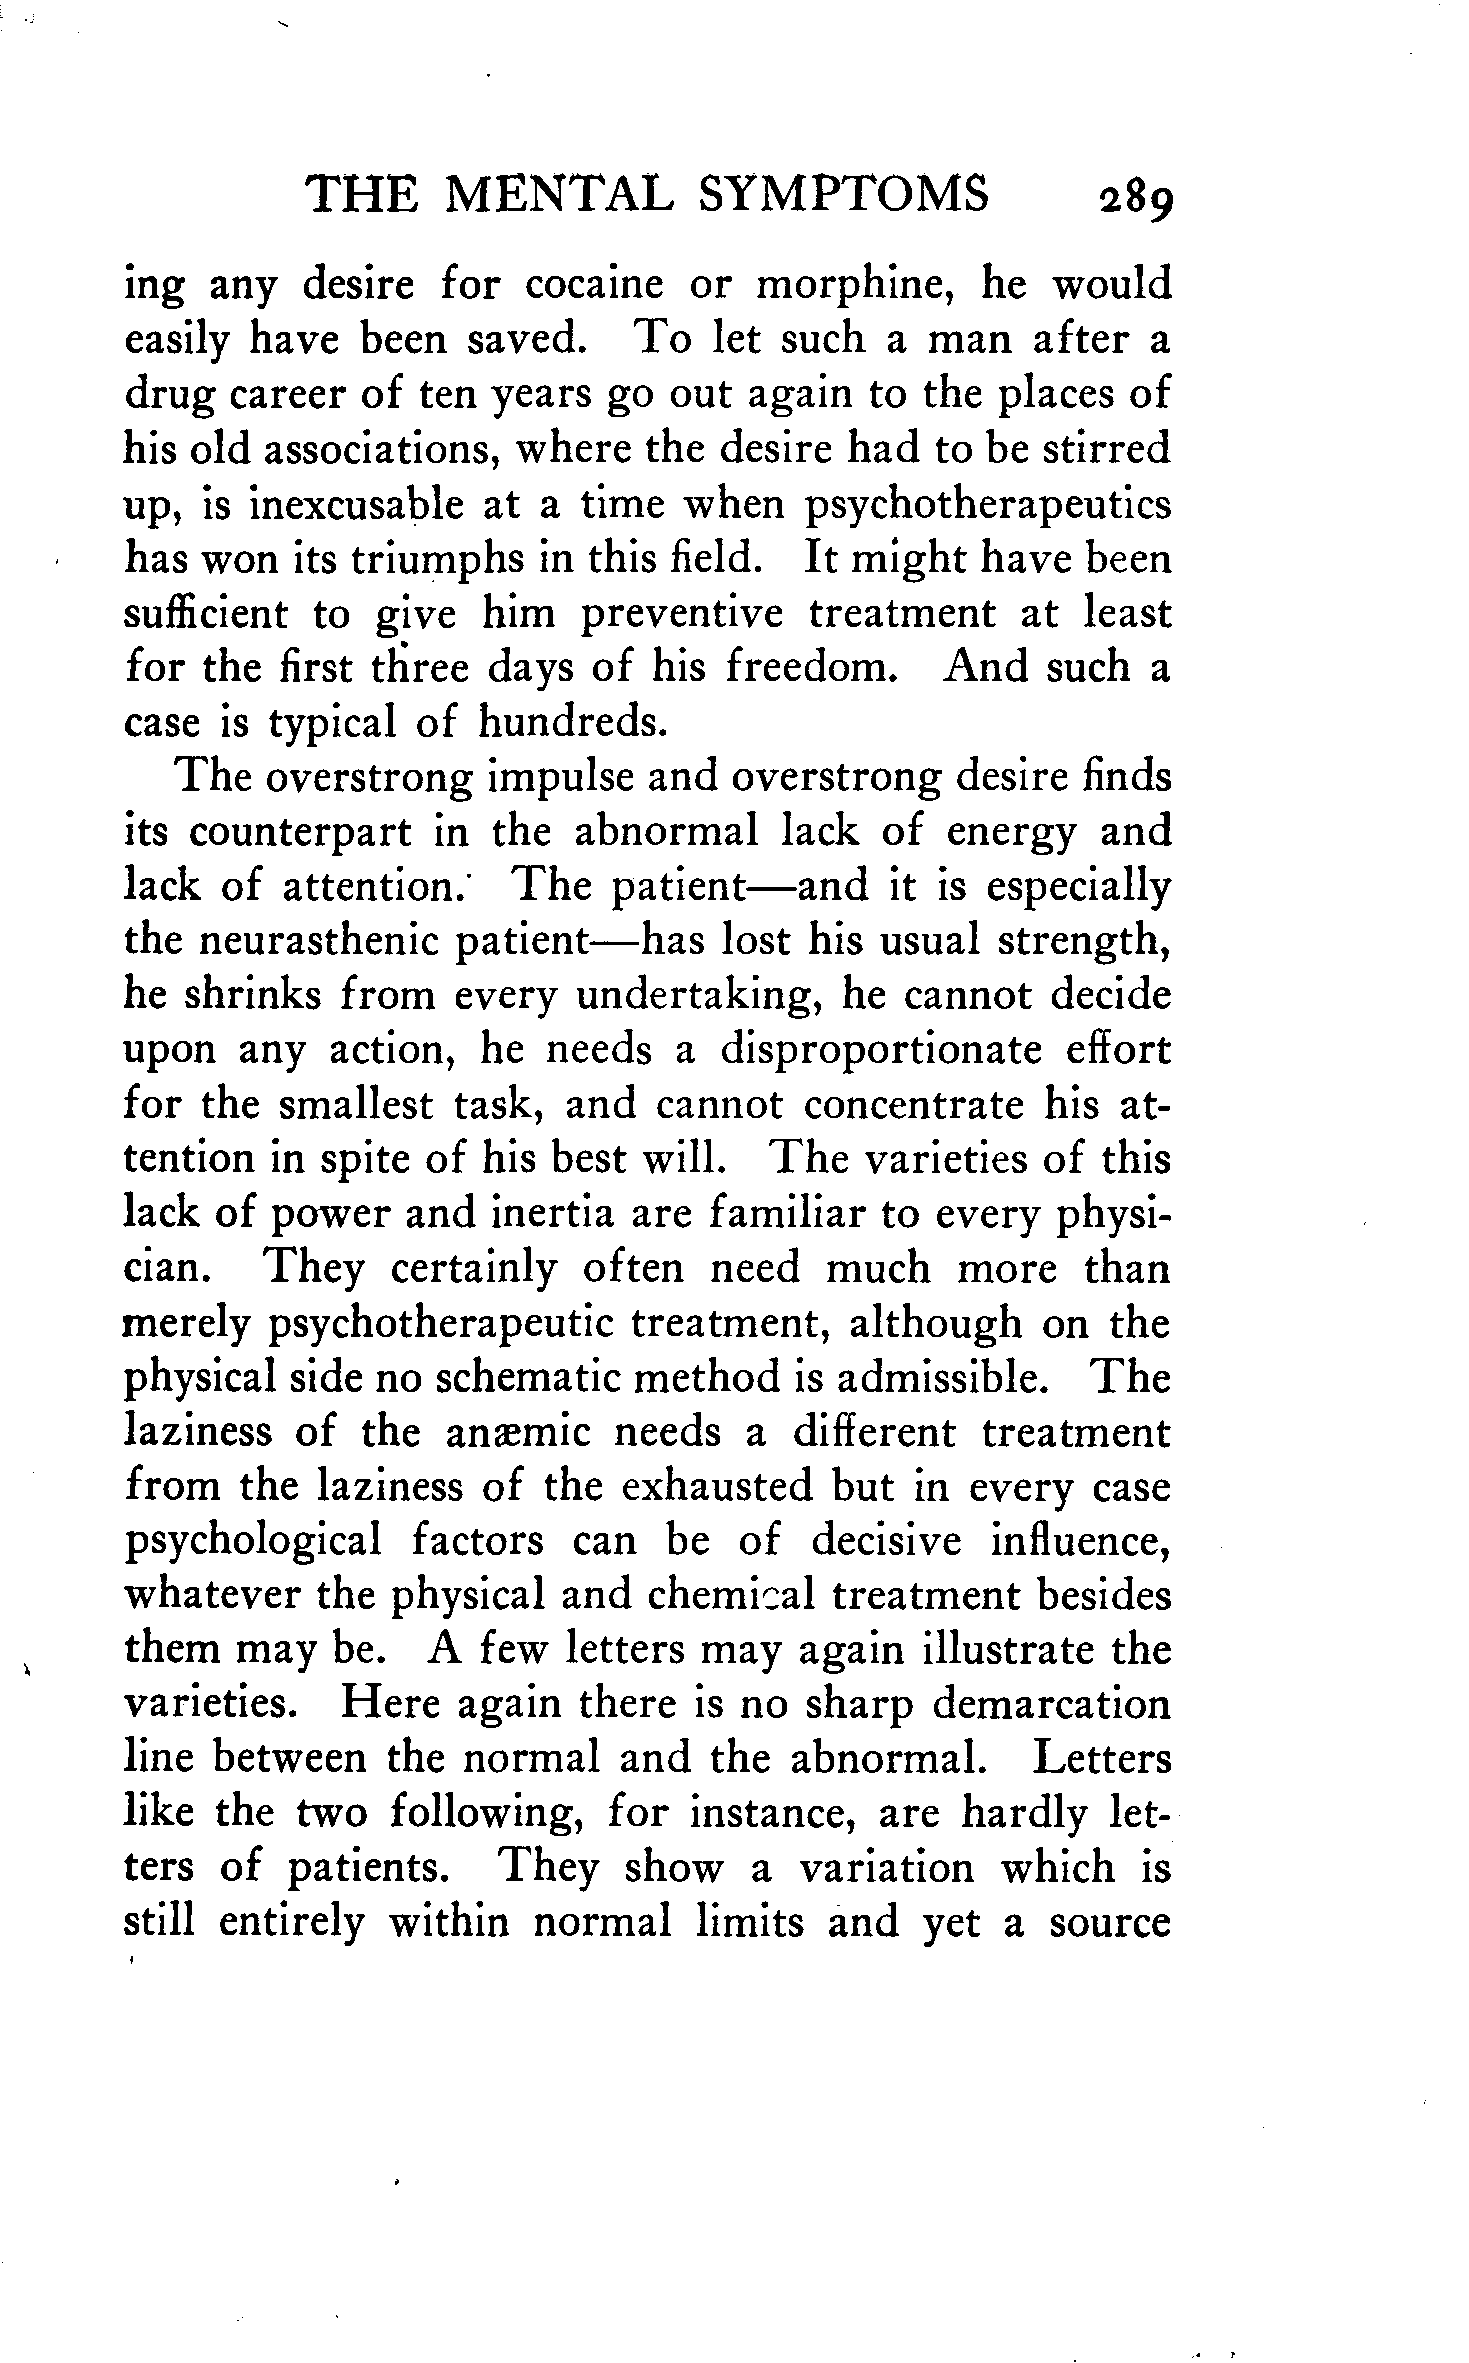 THE MENTAL SYMPTOMS 289
ing any desire for cocaine or morphine, he would
easily have been saved. To let such a man after a
drug career of ten years go out again to the places of
his old associations, where the desire had to be stirred
up, is inexcusable at a time when psychotherapeutics
has won its triumphs in this field. It might have been
sufficient to give him preventive treatment at least
for the first three days of his freedom. And such a
case is typical of hundreds.
The overstrong impulse and overstrong desire finds
its counterpart in the abnormal lack of energy and
lack of attention. The patient—and it is especially
the neurasthenic patient—has lost his usual strength,
he shrinks from every undertaking, he cannot decide
upon any action, he needs a disproportionate effort
for the smallest task, and cannot concentrate his at-
tention in spite of his best will. The varieties of this
lack of power and inertia are familiar to every physi-
cian. They certainly often need much more than
merely psychotherapeutic treatment, although on the
physical side no schematic method is admissible. The
laziness of the anæmic needs a different treatment
from the laziness of the exhausted but in every case
psychological factors can be of decisive influence,
whatever the physical and chemical treatment besides
them may be. A few letters may again illustrate the
varieties. Here again there is no sharp demarcation
line between the normal and the abnormal. Letters
like the two following, for instance, are hardly let-
ters of patients. They show a variation which is
still entirely within normal limits and yet a source